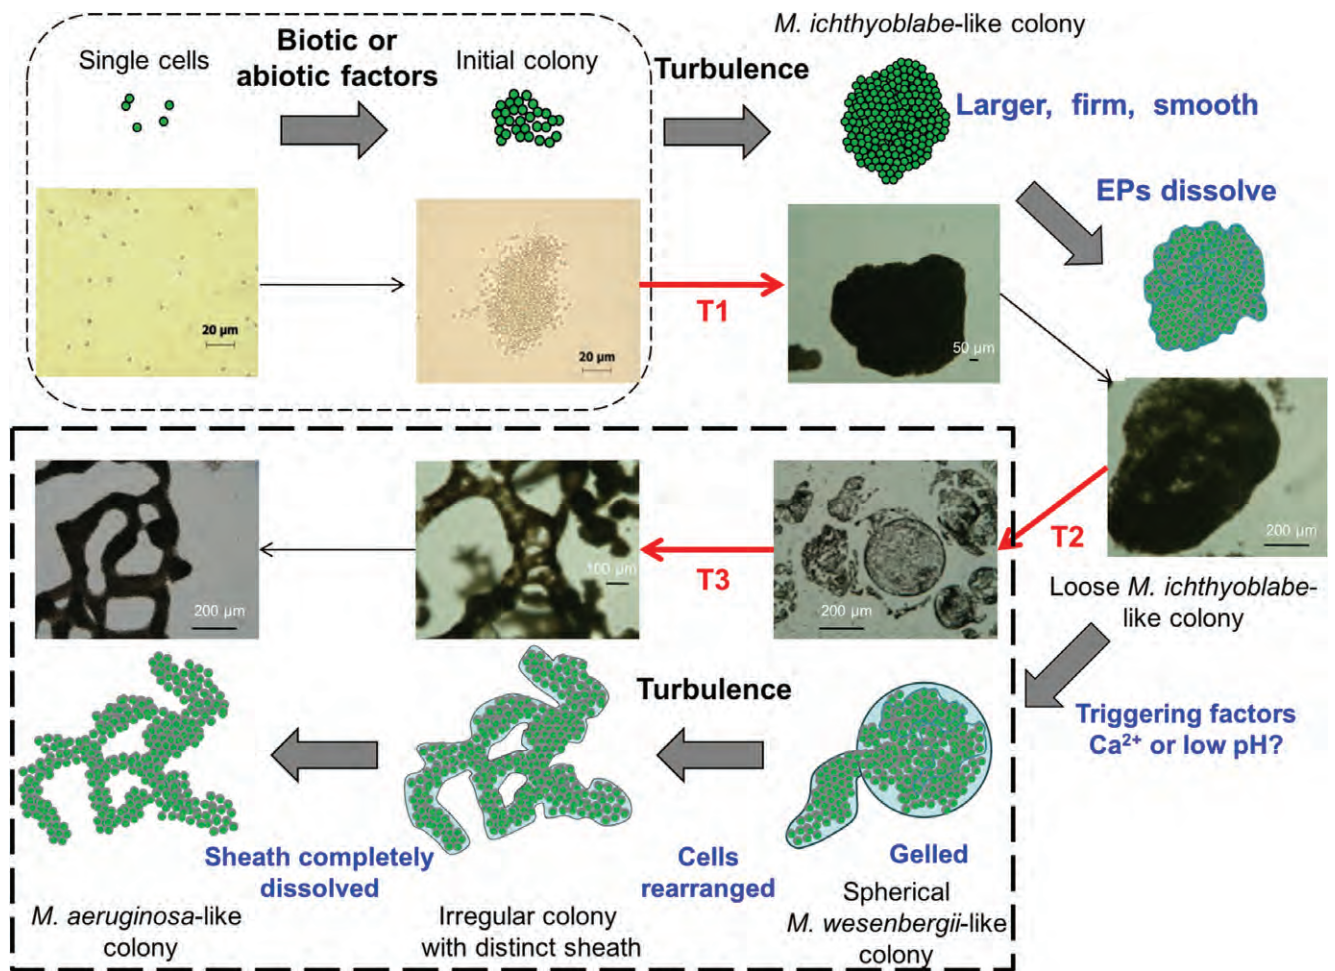 Single cells
Biotic or
abiotic factors
Initial colony
Turbulence
M. ichthyoblabe-like colony
Larger, firm, smooth
EPs dissolve
20 µm
20 µm
T1
50 µm
200 µm
T2
Loose M. ichthyoblabe-
like colony
Triggering factors
Ca²⁺ or low pH?
200 µm
100 µm
T3
200 µm
Turbulence
Sheath completely
dissolved
Cells
rearranged
Gelled
M. aeruginosa-like
colony
Irregular colony
with distinct sheath
Spherical
M. wesenbergii-like
colony